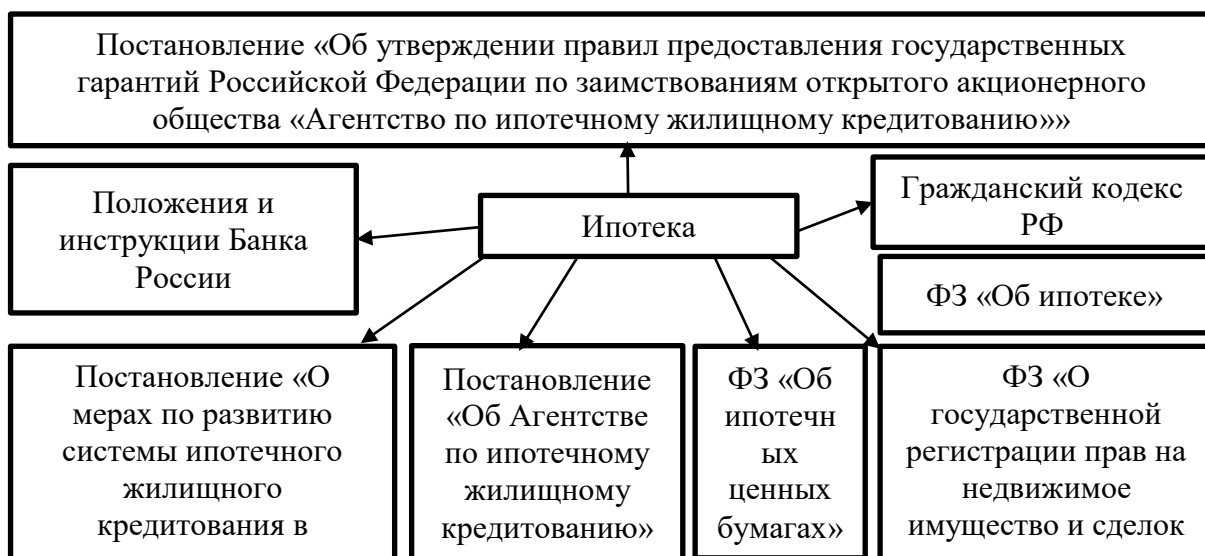 Постановление «Об утверждении правил предоставления государственных
гарантий Российской Федерации по заимствованиям открытого акционерного
общества «Агентство по ипотечному жилищному кредитованию»»
Положения и
инструкции Банка
России
Ипотека
Гражданский кодекс
РФ
ФЗ «Об ипотеке»
Постановление «О
мерах по развитию
системы ипотечного
жилищного
кредитования в
Постановление
«Об Агентстве
по ипотечному
жилищному
кредитованию»
ФЗ «Об
ипотечн
ых
ценных
бумагах»
ФЗ «О
государственной
регистрации прав на
недвижимое
имущество и сделок